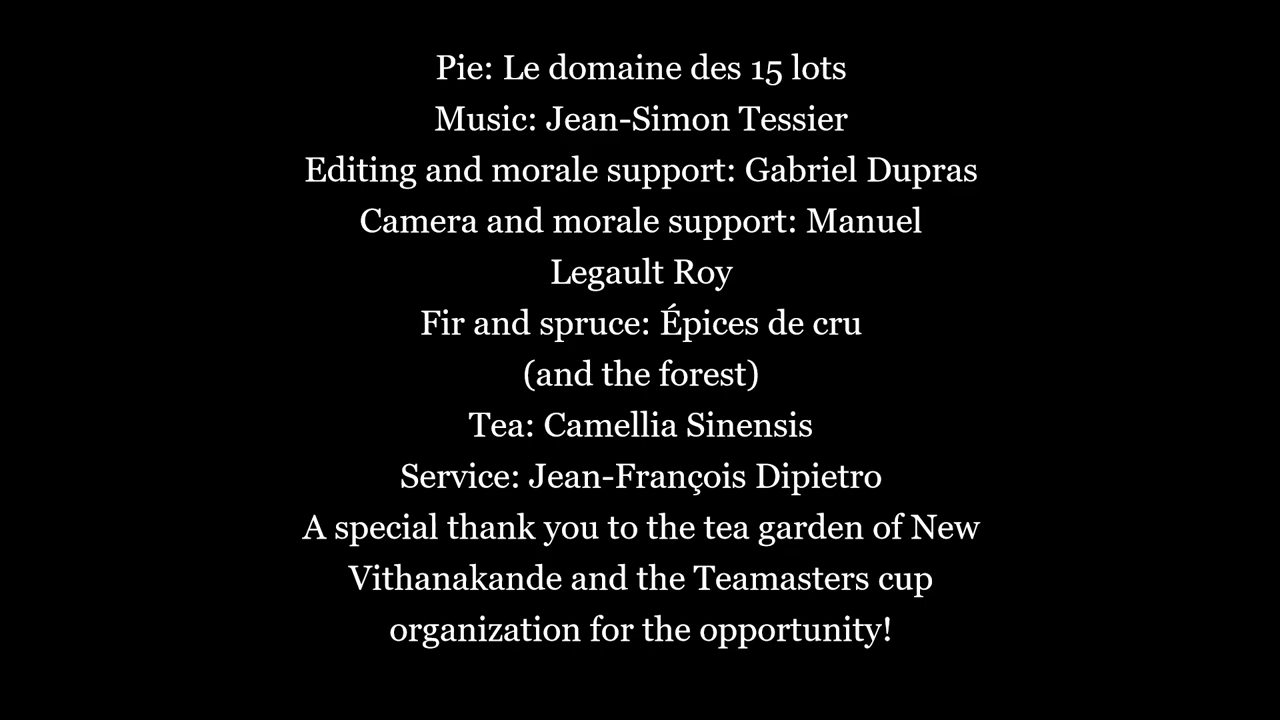 Pie: Le domaine des 15 lots
Music: Jean-Simon Tessier
Editing and morale support: Gabriel Dupras
Camera and morale support: Manuel
Legault Roy
Fir and spruce: Épices de cru
(and the forest)
Tea: Camellia Sinensis
Service: Jean-François Dipietro
A special thank you to the tea garden of New
Vithanakande and the Teamasters cup
organization for the opportunity!